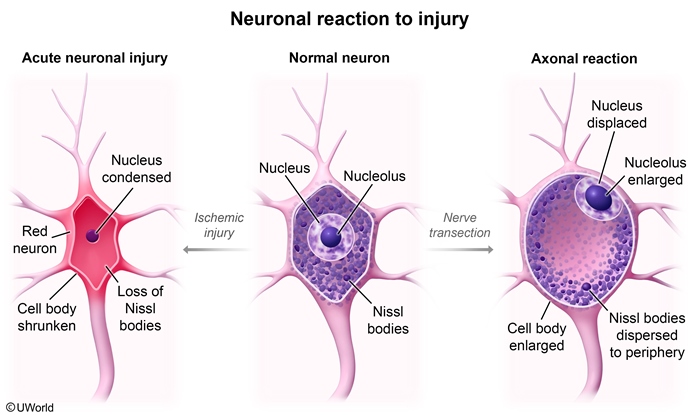 Neuronal reaction to injury
Acute neuronal injury
Nucleus
condensed
Red
neuron
Cell body
shrunken
Loss of
Nissl
bodies
Ischemic
injury
Normal neuron
Nucleus
Nucleolus
Nissl
bodies
Nerve
transection
Axonal reaction
Nucleus
displaced
Nucleolus
enlarged
Cell body
enlarged
Nissl bodies
dispersed
to periphery
©UWorld